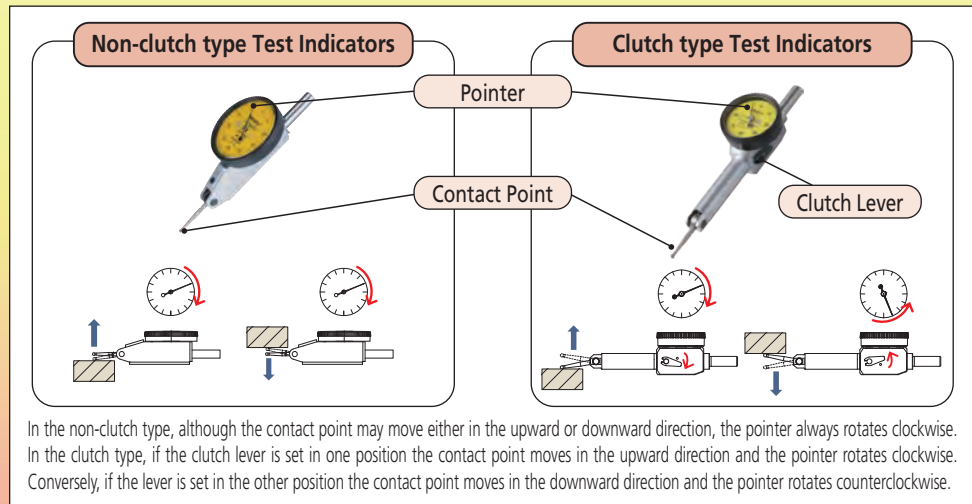 Non-clutch type Test Indicators
Clutch type Test Indicators
Pointer
Contact Point
Clutch Lever
In the non-clutch type, although the contact point may move either in the upward or downward direction, the pointer always rotates clockwise.
In the clutch type, if the clutch lever is set in one position the contact point moves in the upward direction and the pointer rotates clockwise.
Conversely, if the lever is set in the other position the contact point moves in the downward direction and the pointer rotates counterclockwise.